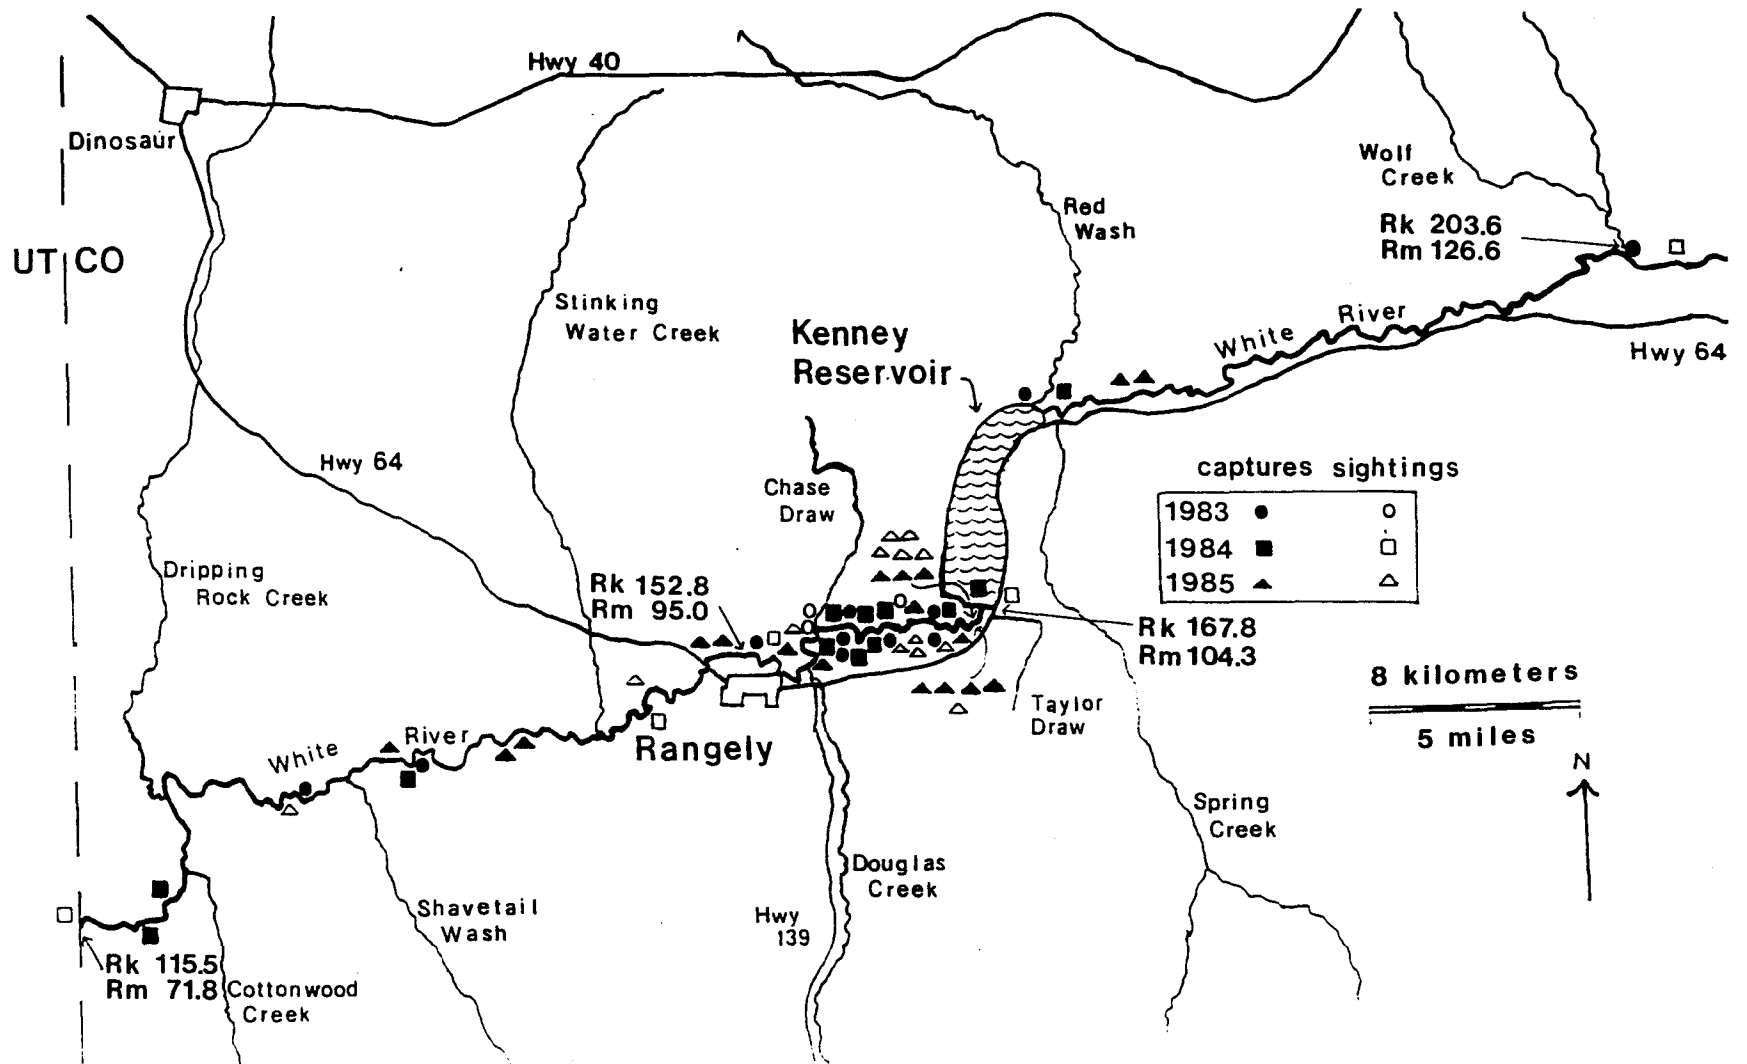 Hwy 40
Dinosaur
Wolf
Creek
Red
Wash
Rk 203.6
Rm 126.6
UT CO
Stinking
Water Creek
Kenney
Reservoir
White River
Hwy 64
Hwy 64
captures sightings
1983
1984
1985
Chase
Draw
Dripping
Rock Creek
Rk 152.8
Rm 95.0
Rk 167.8
Rm 104.3
8 kilometers
5 miles
N
Taylor
Draw
Rangely
White River
Spring
Creek
Douglas
Creek
Shavetail
Wash
Hwy
139
Rk 115.5
Rm 71.8
Cottonwood
Creek